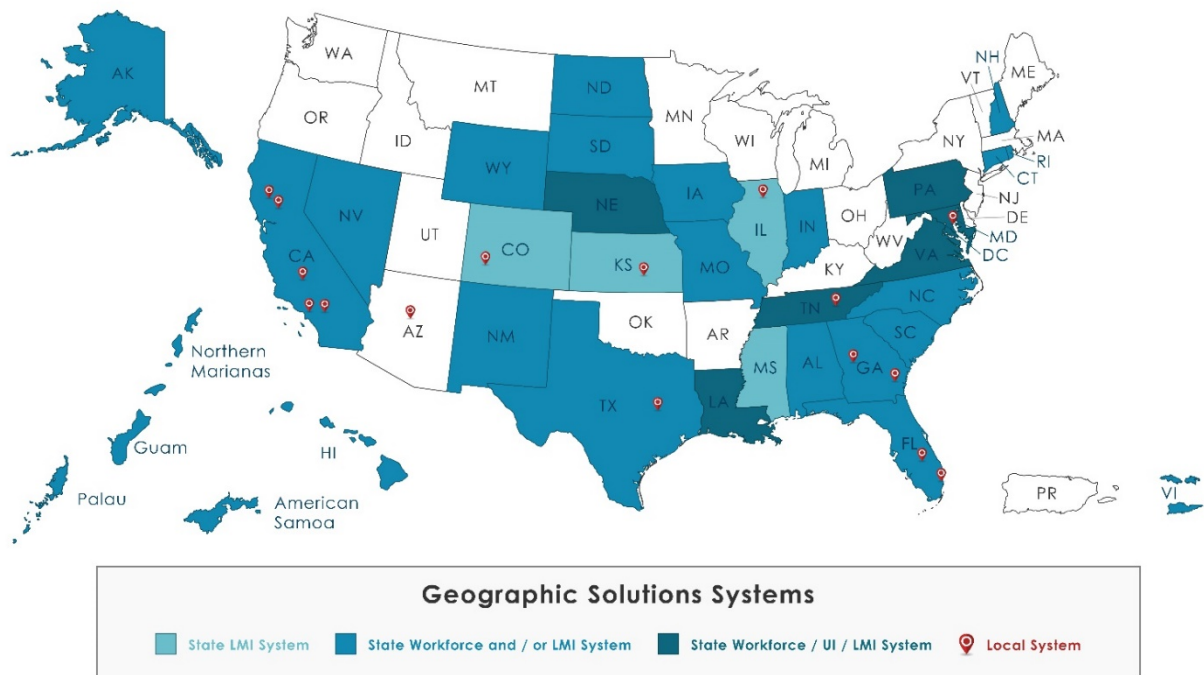 AK
WA
MT
ND
MN
OR
ID
WY
SD
WI
MI
NY
VT
NH
ME
MA
RI
CT
NJ
DE
MD
DC
NV
UT
NE
IA
IL
IN
OH
PA
WV
VA
CA
CO
KS
MO
KY
TN
NC
AZ
NM
OK
AR
SC
MS
AL
GA
TX
LA
FL
Northern
Marianas
Guam
Palau
HI
American
Samoa
PR
VI
Geographic Solutions Systems
State LMI System
State Workforce and / or LMI System
State Workforce / UI / LMI System
Local System